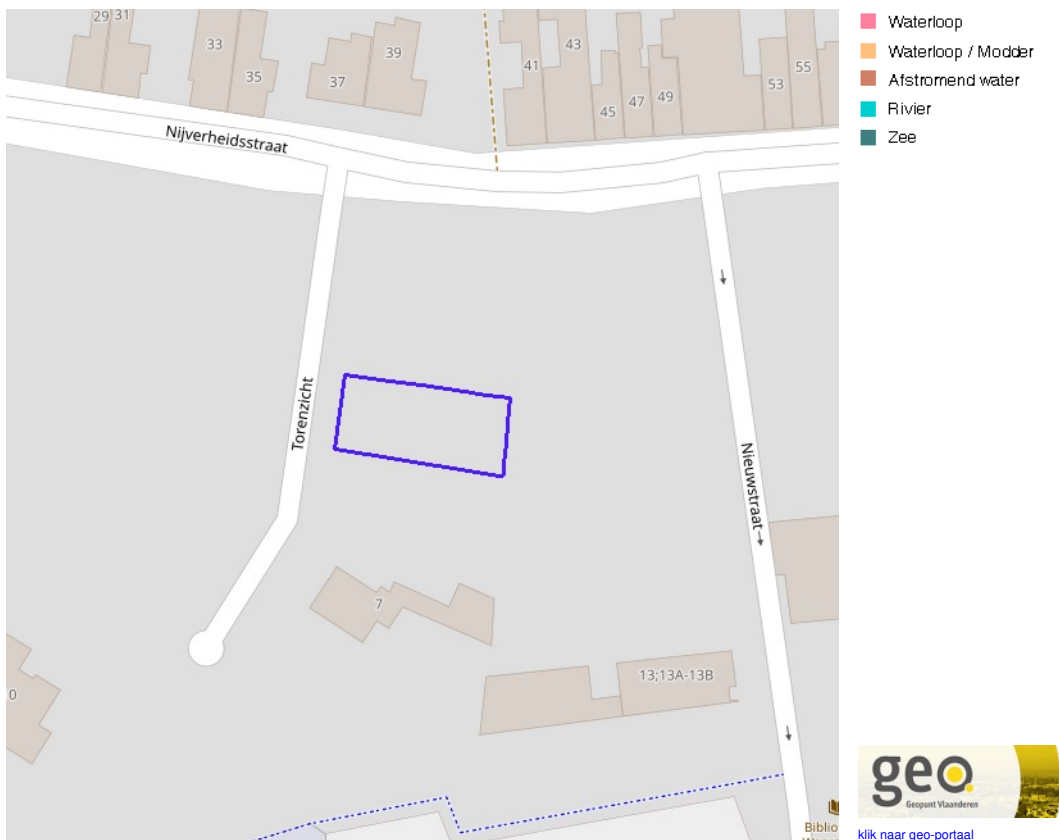 29
31
33
35
37
39
41
43
45
47
49
53
55
Nijverheidsstraat
Torenzicht
Nieuwstraat
7
13;13A-13B
0
Biblio
Waterloop
Waterloop / Modder
Afstromend water
Rivier
Zee
geo.
Geopunt Vlaanderen
klik naar geo-portaal